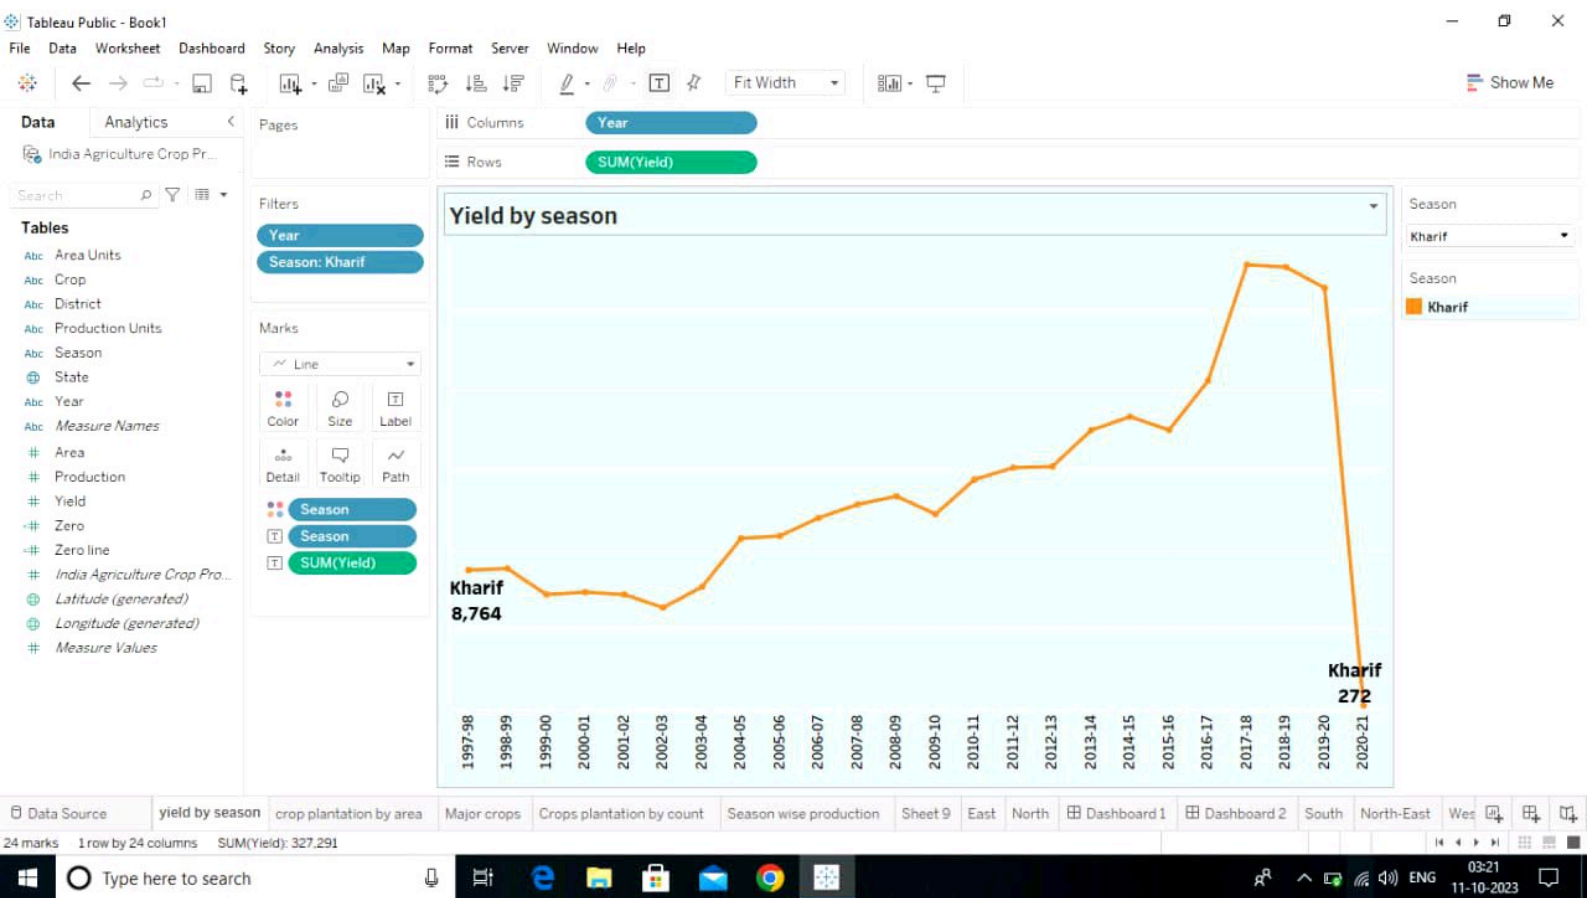 Tableau Public - Book1
File Data Worksheet Dashboard Story Analysis Map Format Server Window Help
Fit Width
Show Me
Data Analytics
India Agriculture Crop Pr...
Search
Tables
Abc Area Units
Abc Crop
Abc District
Abc Production Units
Abc Season
State
Abc Year
Abc Measure Names
# Area
# Production
# Yield
=# Zero
=# Zero line
# India Agriculture Crop Pro...
Latitude (generated)
Longitude (generated)
# Measure Values
Pages
Filters
Year
Season: Kharif
Marks
Line
Color Size Label
Detail Tooltip Path
Season
Season
SUM(Yield)
Columns Year
Rows SUM(Yield)
Yield by season
Kharif
8,764
Kharif
272
1997-98
1998-99
1999-00
2000-01
2001-02
2002-03
2003-04
2004-05
2005-06
2006-07
2007-08
2008-09
2009-10
2010-11
2011-12
2012-13
2013-14
2014-15
2015-16
2016-17
2017-18
2018-19
2019-20
2020-21
Season
Kharif
Season
Kharif
Data Source yield by season crop plantation by area Major crops Crops plantation by count Season wise production Sheet 9 East North Dashboard 1 Dashboard 2 South North-East Wes
24 marks 1 row by 24 columns SUM(Yield): 327,291
Type here to search
ENG
03:21
11-10-2023